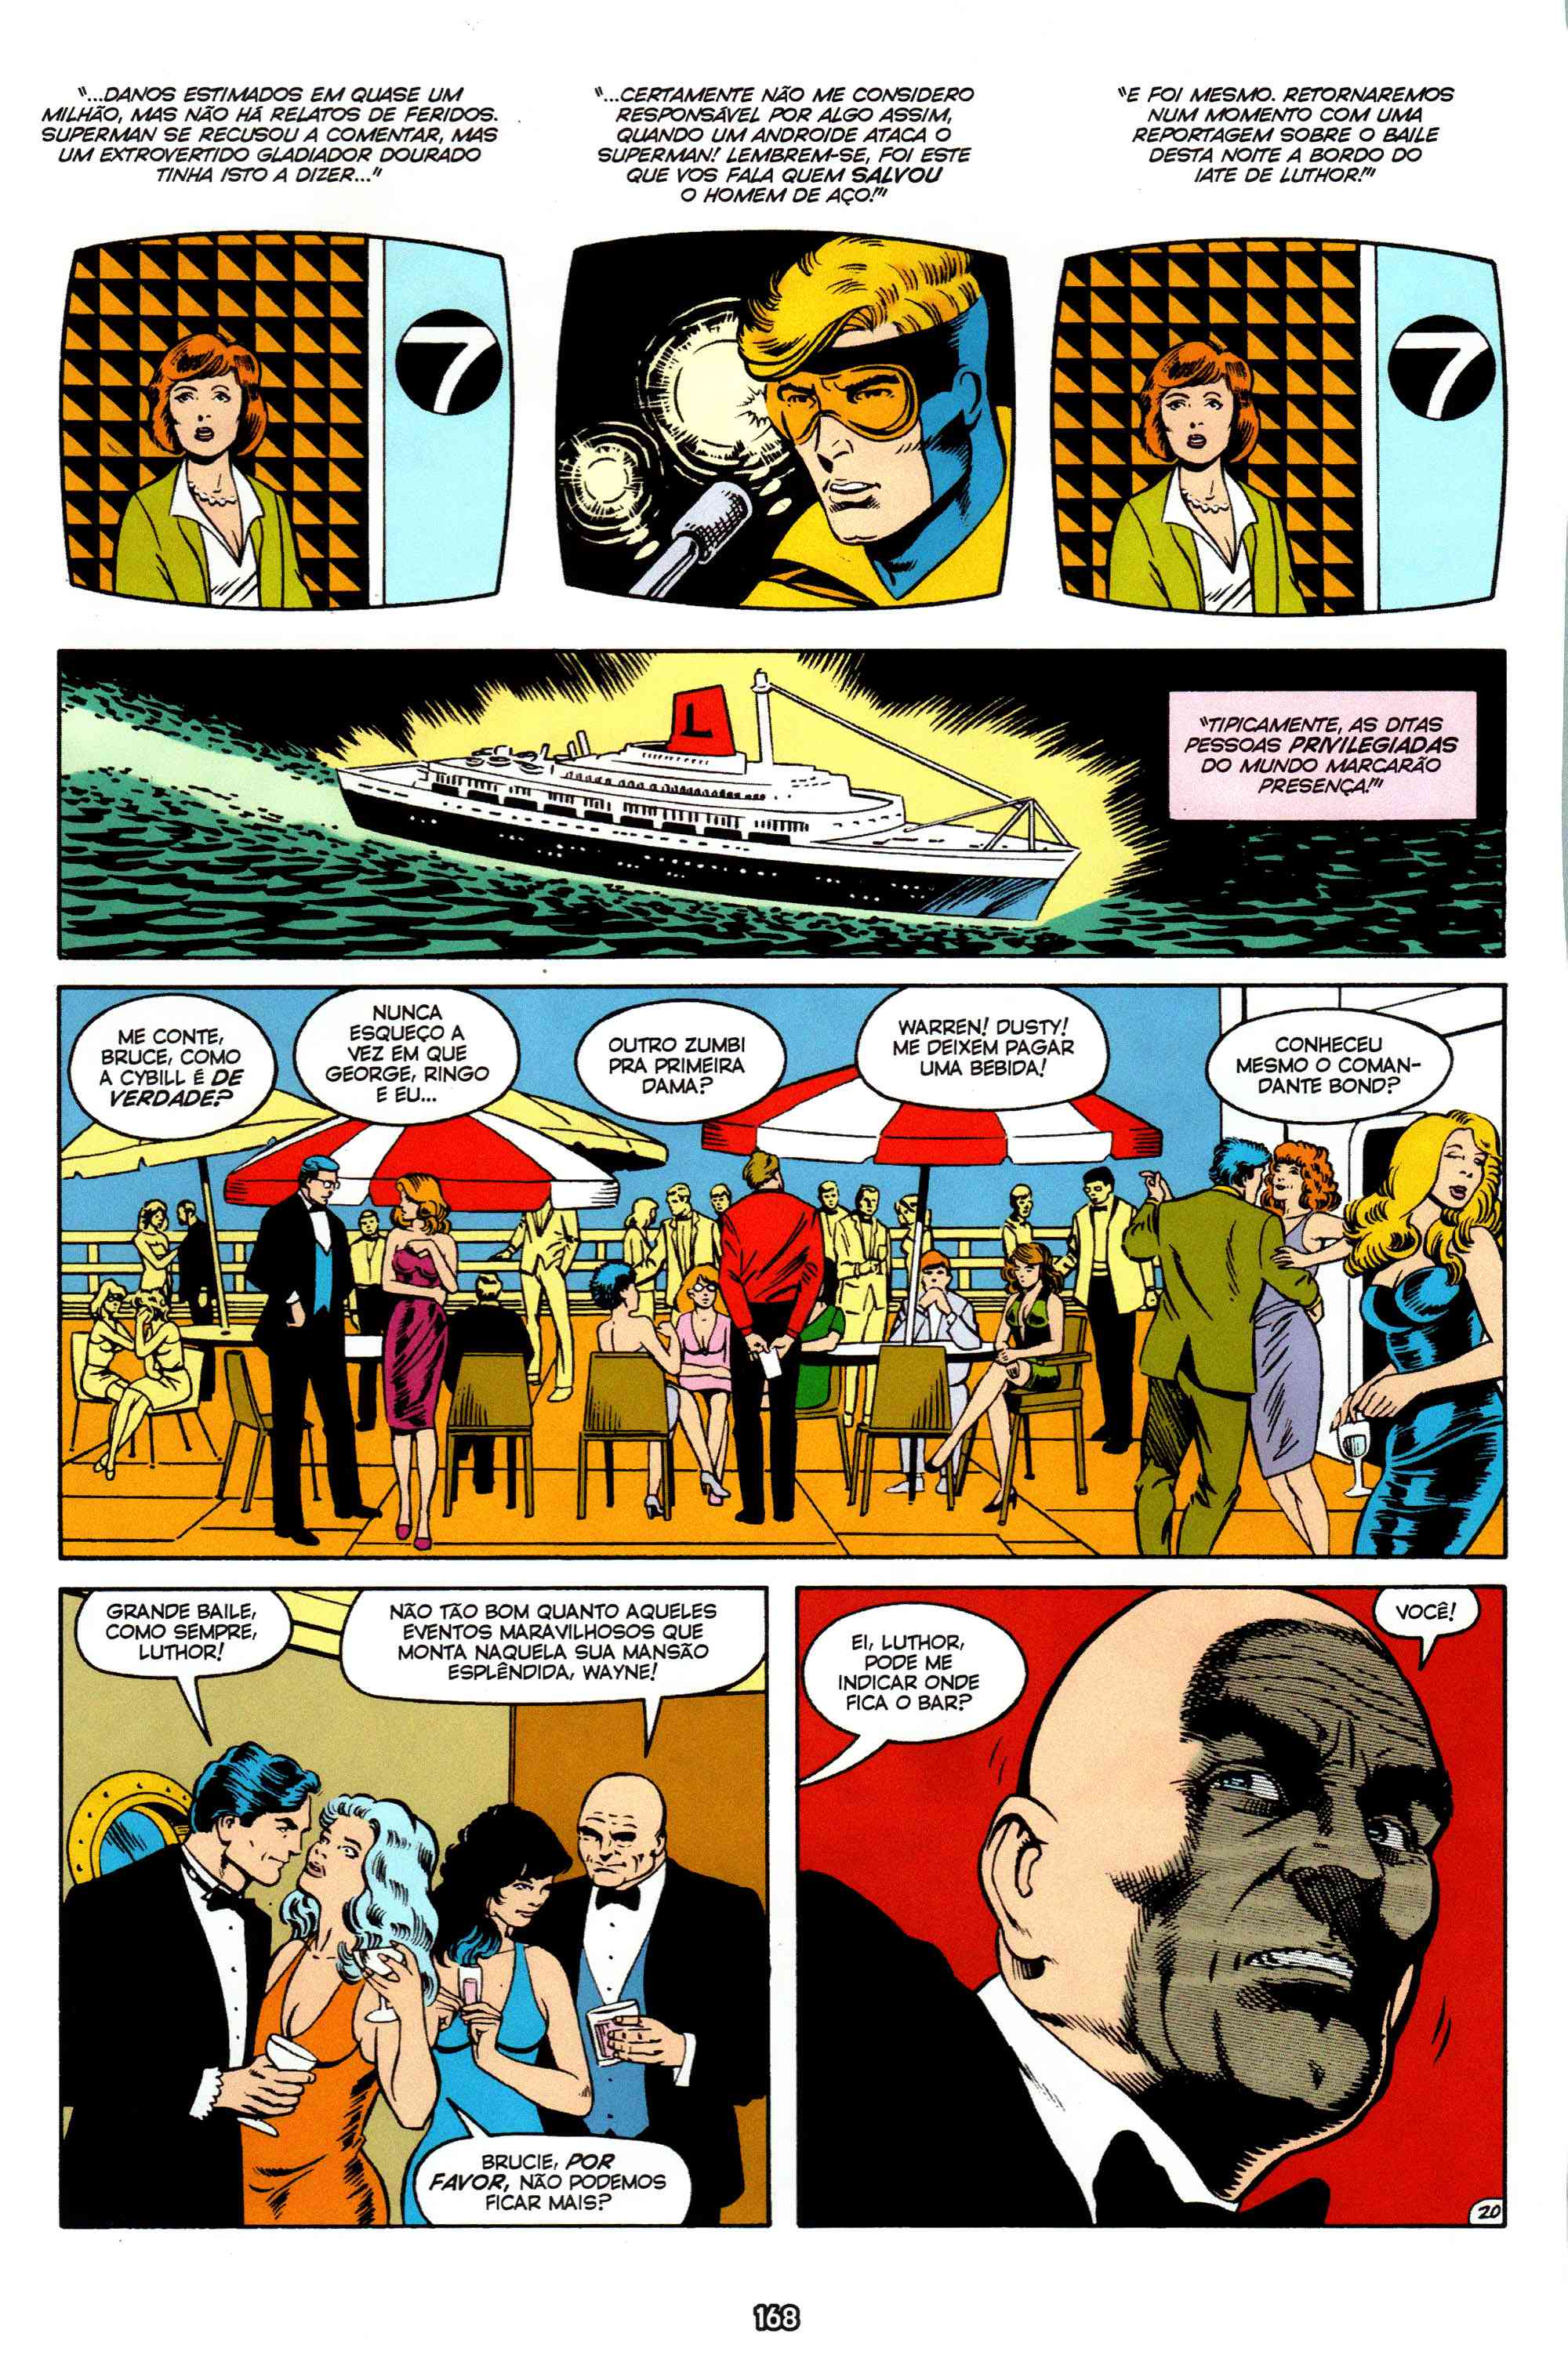 "...DANOS ESTIMADOS EM QUASE UM
MILHÃO, MAS NÃO HÁ RELATOS DE FERIDOS.
SUPERMAN SE RECUSOU A COMENTAR, MAS
UM EXTROVERTIDO GLADIADOR DOURADO
TINHA ISTO A DIZER..."
"...CERTAMENTE NÃO ME CONSIDERO
RESPONSÁVEL POR ALGO ASSIM,
QUANDO UM ANDROIDE ATACA O
SUPERMAN! LEMBREM-SE, FOI ESTE
QUE VOS FALA QUEM SALVOU
O HOMEM DE AÇO!"
"E FOI MESMO. RETORNAREMOS
NUM MOMENTO COM UMA
REPORTAGEM SOBRE O BAILE
DESTA NOITE A BORDO DO
IATE DE LUTHOR!"
7
7
L
"TIPICAMENTE, AS DITAS
PESSOAS PRIVILEGIADAS
DO MUNDO MARCARÃO
PRESENÇA!"
ME CONTE,
BRUCE, COMO
A CYBILL É DE
VERDADE?
NUNCA
ESQUEÇO A
VEZ EM QUE
GEORGE, RINGO
E EU...
OUTRO ZUMBI
PRA PRIMEIRA
DAMA?
WARREN! DUSTY!
ME DEIXEM PAGAR
UMA BEBIDA!
CONHECEU
MESMO O COMAN-
DANTE BOND?
GRANDE BAILE,
COMO SEMPRE,
LUTHOR!
NÃO TÃO BOM QUANTO AQUELES
EVENTOS MARAVILHOSOS QUE
MONTA NAQUELA SUA MANSÃO
ESPLÊNDIDA, WAYNE!
BRUCIE, POR
FAVOR, NÃO PODEMOS
FICAR MAIS?
EI, LUTHOR,
PODE ME
INDICAR ONDE
FICA O BAR?
VOCÊ!
20
168